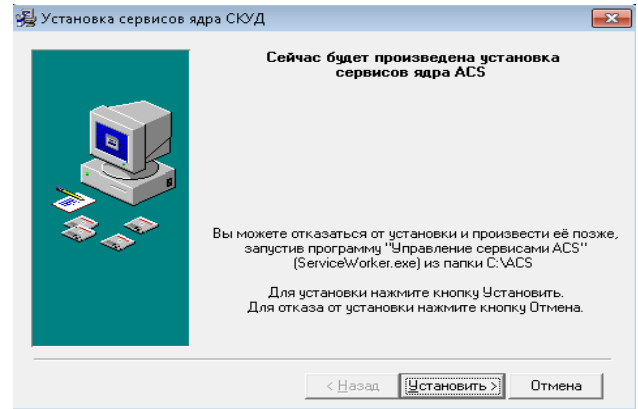 Установка сервисов ядра СКУД
Сейчас будет произведена установка
сервисов ядра ACS
Вы можете отказаться от установки и произвести её позже,
запустив программу "Управление сервисами ACS"
(ServiceWorker.exe) из папки C:\ACS
Для установки нажмите кнопку Установить.
Для отказа от установки нажмите кнопку Отмена.
< Назад
Установить >
Отмена